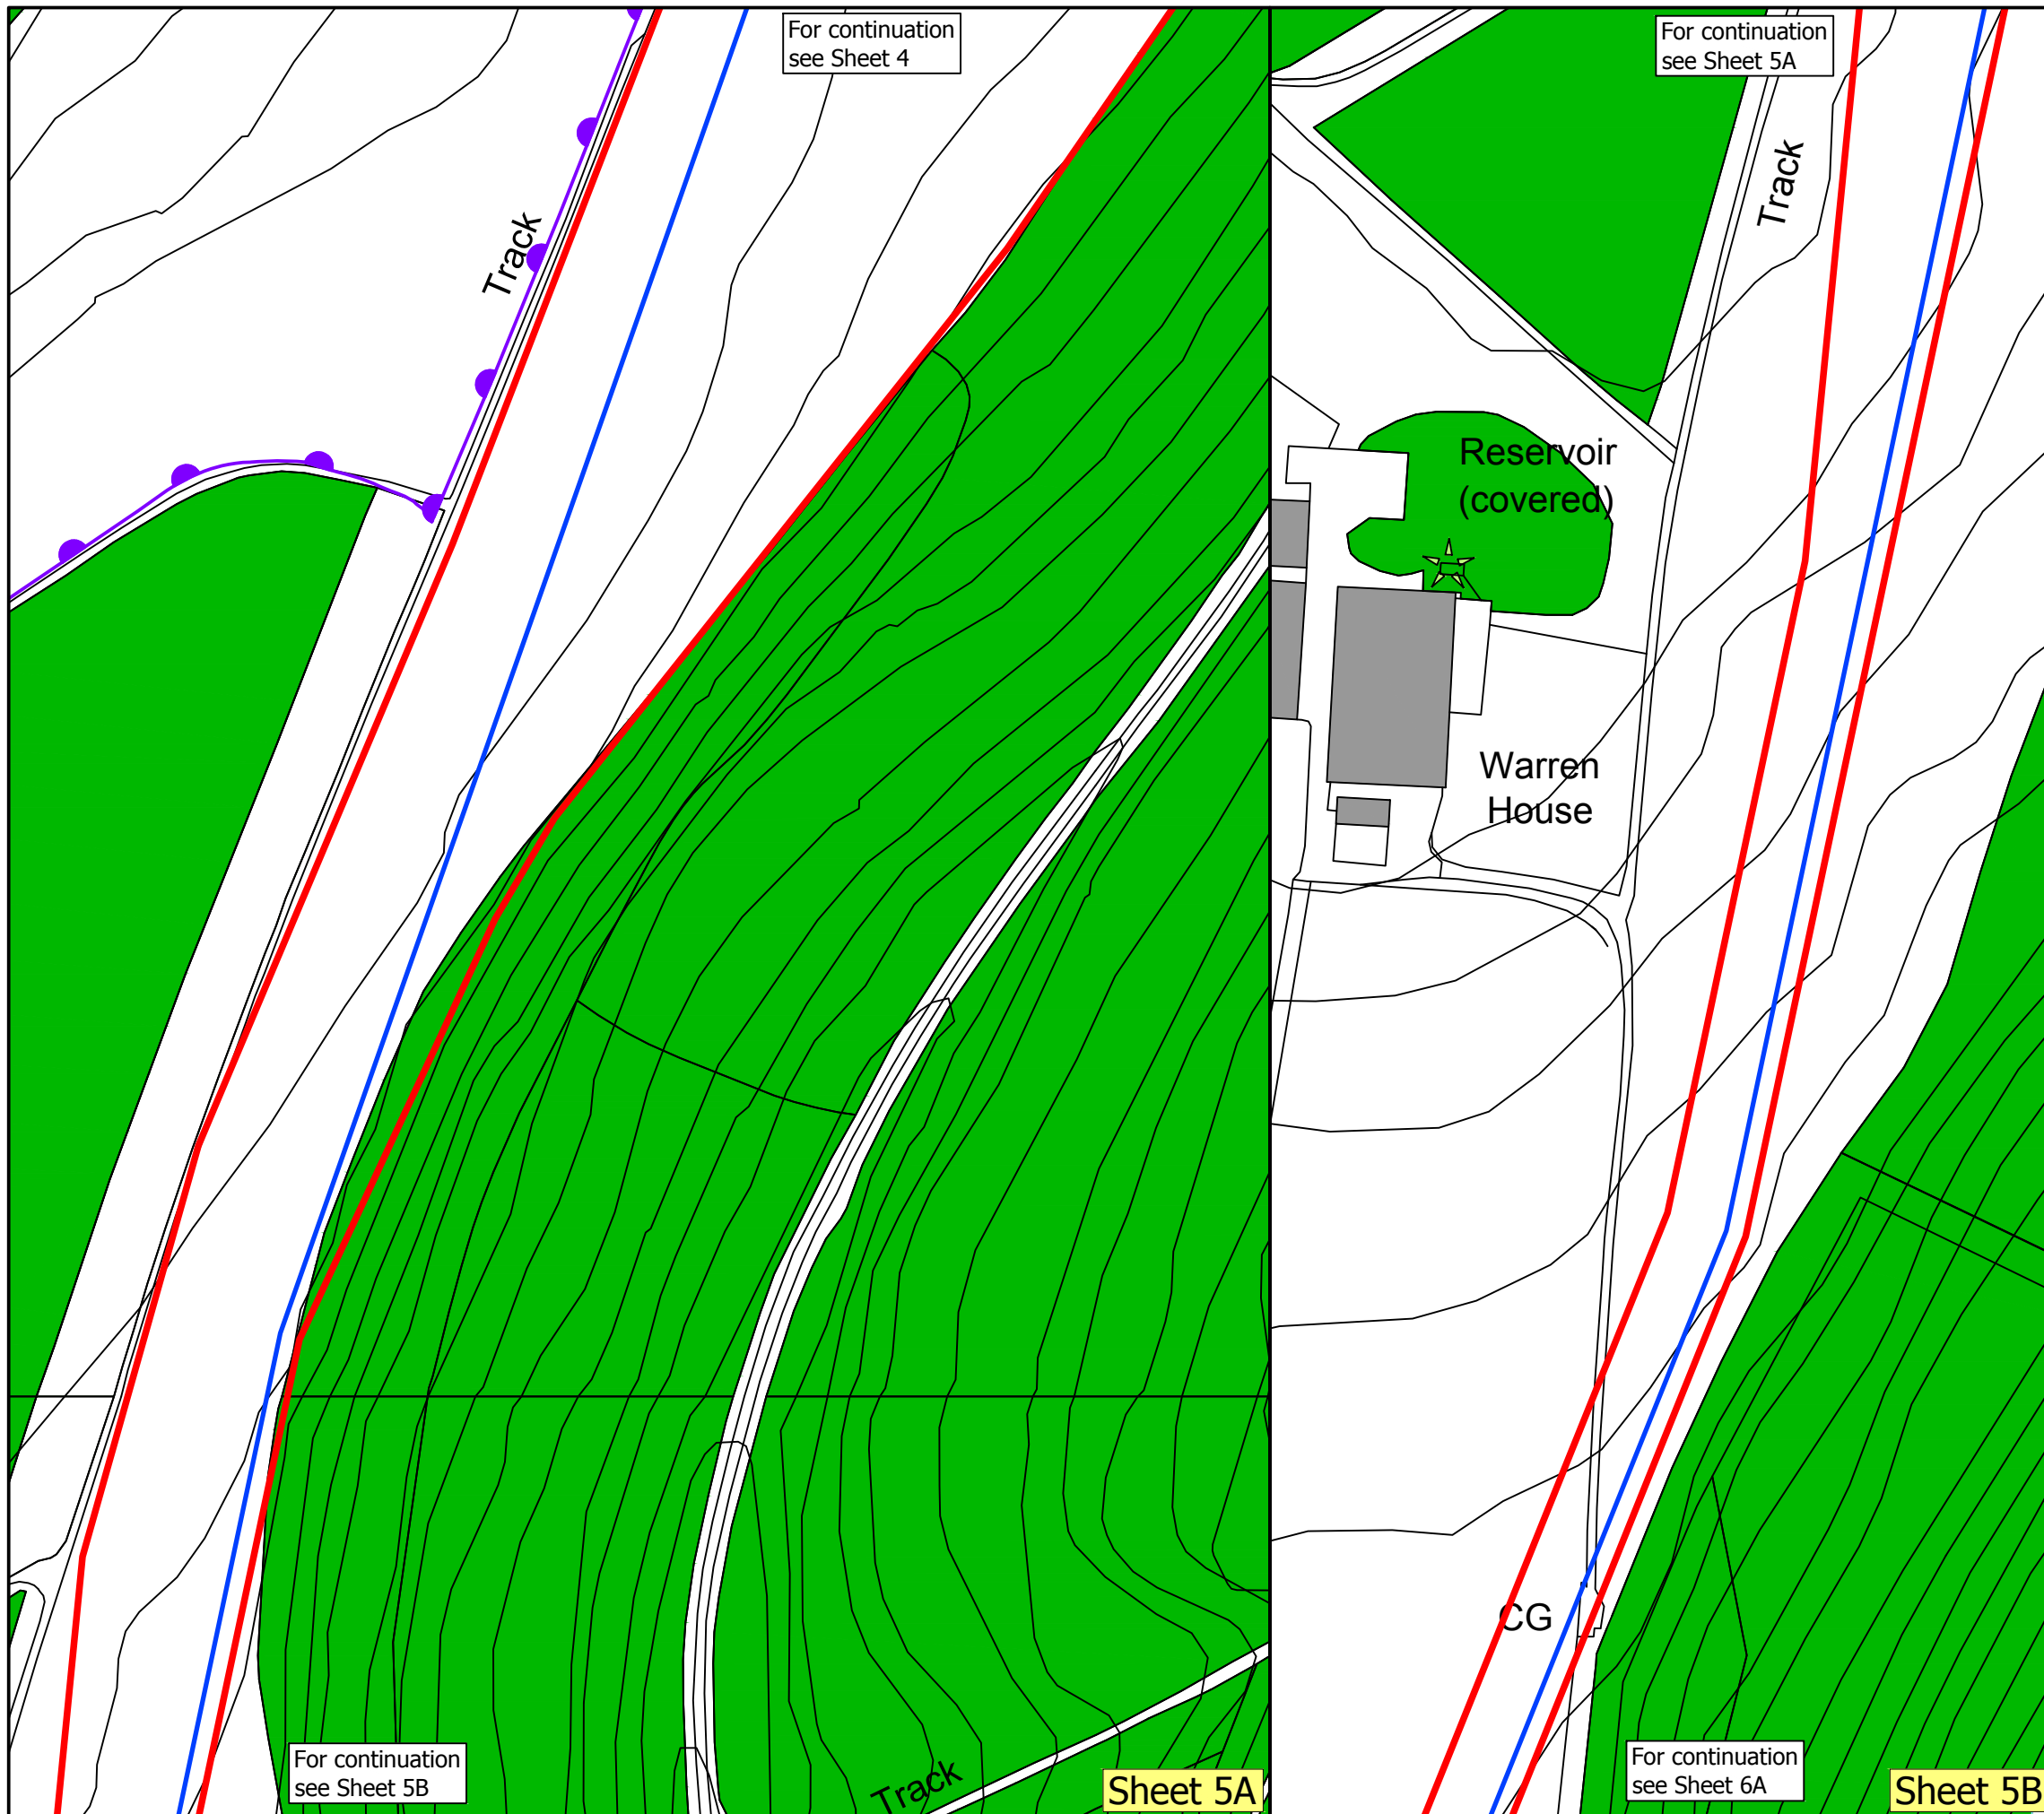 For continuation
see Sheet 4
Track
For continuation
see Sheet 5B
Track
Sheet 5A
For continuation
see Sheet 5A
Track
Reservoir
(covered)
Warren
House
CG
For continuation
see Sheet 6A
Sheet 5B